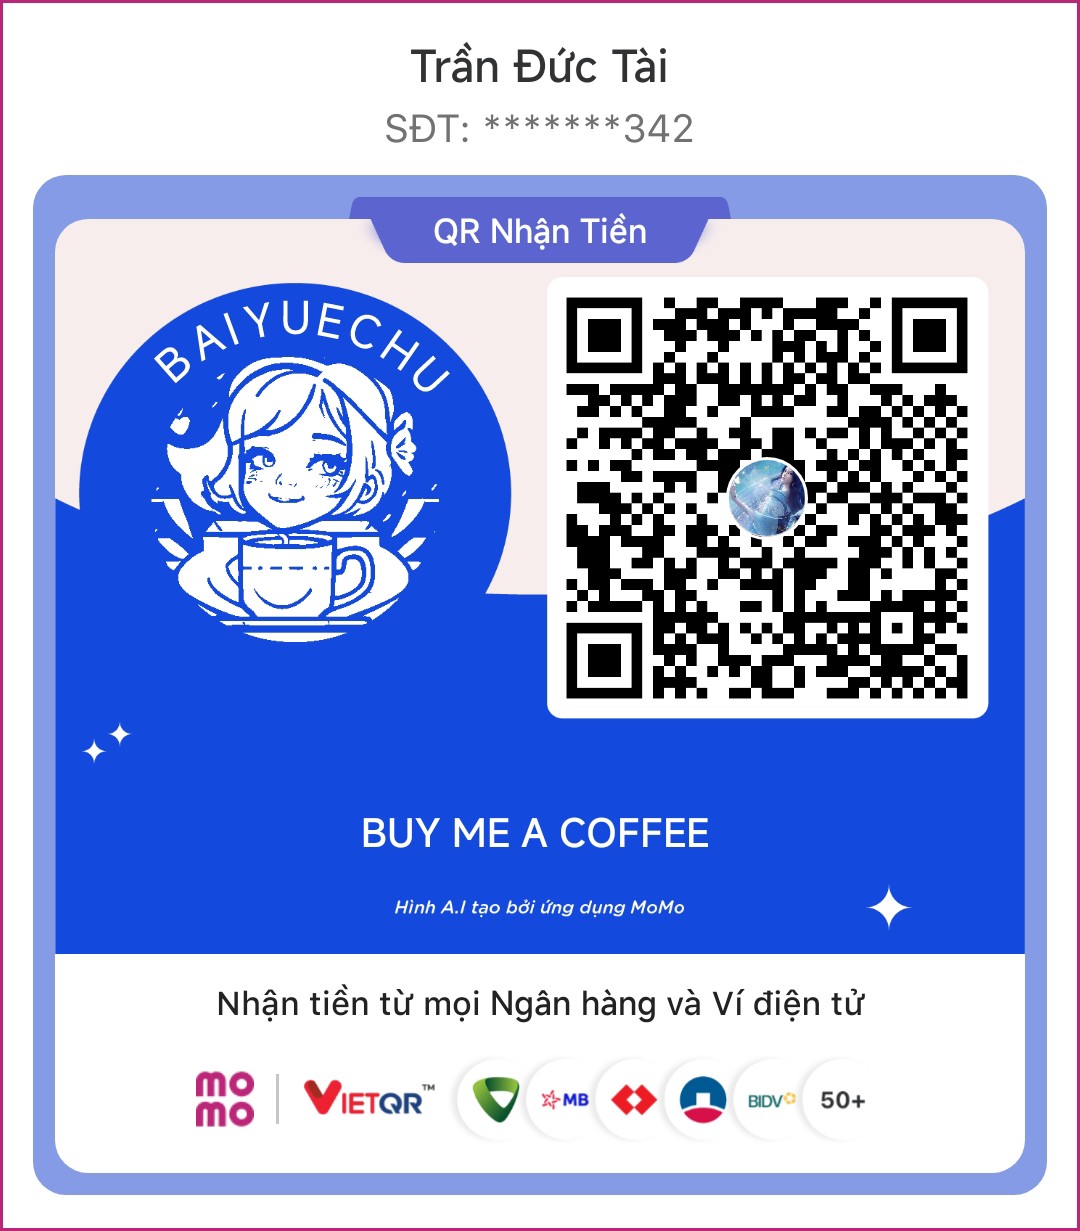 Trần Đức Tài
SĐT: *******342
QR Nhận Tiền
BAIYUECHU
BUY ME A COFFEE
Hình A.I tạo bởi ứng dụng MoMo
Nhận tiền từ mọi Ngân hàng và Ví điện tử
momo VIETQR™ MB BIDV 50+